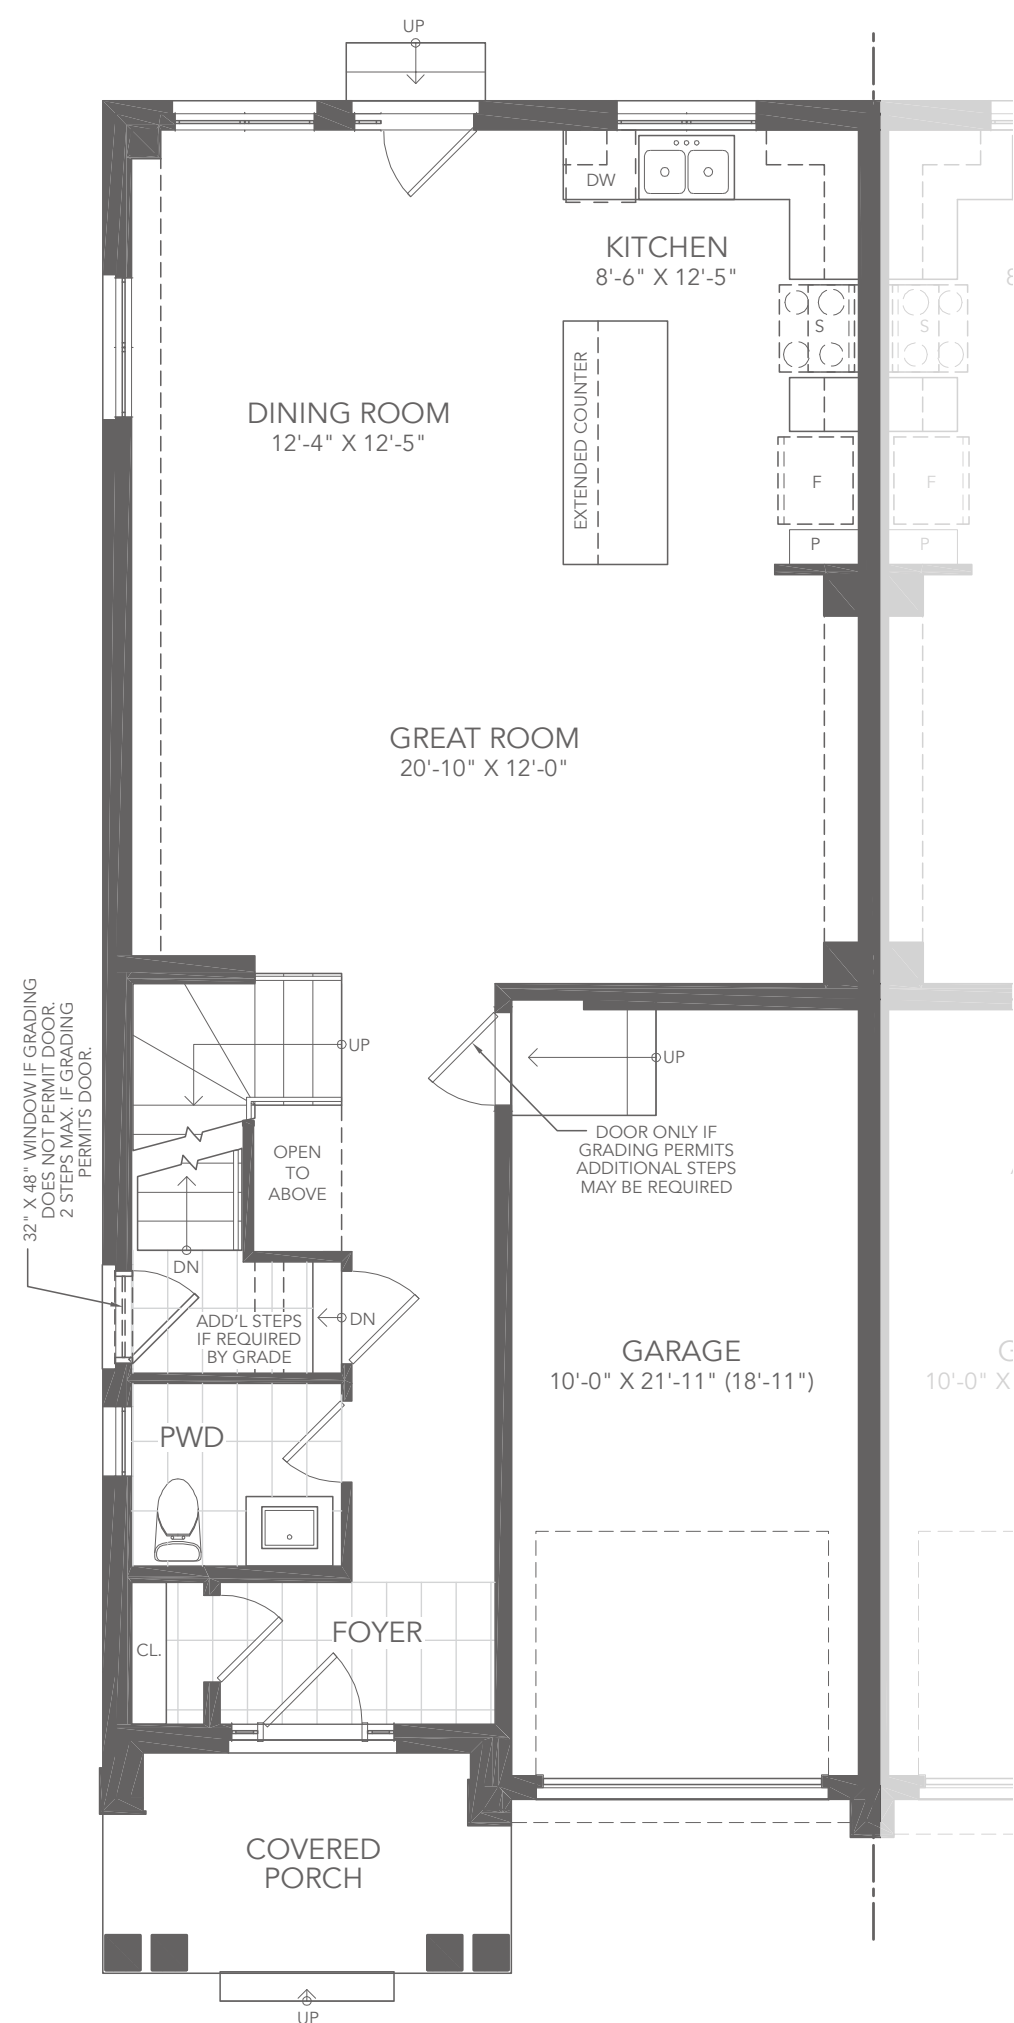 UP
DW
KITCHEN
8'-6" X 12'-5"
8
S
S
EXTENDED COUNTER
DINING ROOM
12'-4" X 12'-5"
F
F
P
P
GREAT ROOM
20'-10" X 12'-0"
32" X 48" WINDOW IF GRADING
DOES NOT PERMIT DOOR.
2 STEPS MAX. IF GRADING
PERMITS DOOR.
UP
UP
DOOR ONLY IF
GRADING PERMITS
ADDITIONAL STEPS
MAY BE REQUIRED
OPEN
TO
ABOVE
DN
DN
ADD'L STEPS
IF REQUIRED
BY GRADE
GARAGE
10'-0" X 21'-11" (18'-11")
G
10'-0" X
PWD
FOYER
CL.
COVERED
PORCH
UP